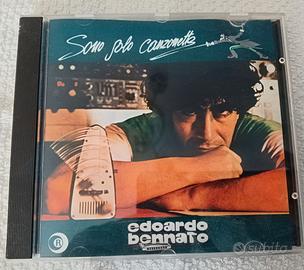 Sono solo canzonette
edoardo
bennato
R
subito